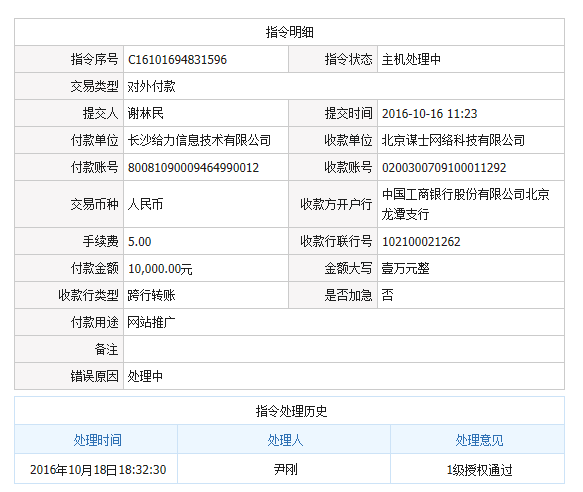 指令明细
指令序号 C16101694831596 指令状态 主机处理中
交易类型 对外付款
提交人 谢林民 提交时间 2016-10-16 11:23
付款单位 长沙给力信息技术有限公司 收款单位 北京谋士网络科技有限公司
付款账号 80081090009464990012 收款账号 0200300709100011292
交易币种 人民币 收款方开户行 中国工商银行股份有限公司北京
龙潭支行
手续费 5.00 收款行联行号 102100021262
付款金额 10,000.00元 金额大写 壹万元整
收款行类型 跨行转账 是否加急 否
付款用途 网站推广
备注
错误原因 处理中
指令处理历史
处理时间 处理人 处理意见
2016年10月18日18:32:30 尹刚 1级授权通过